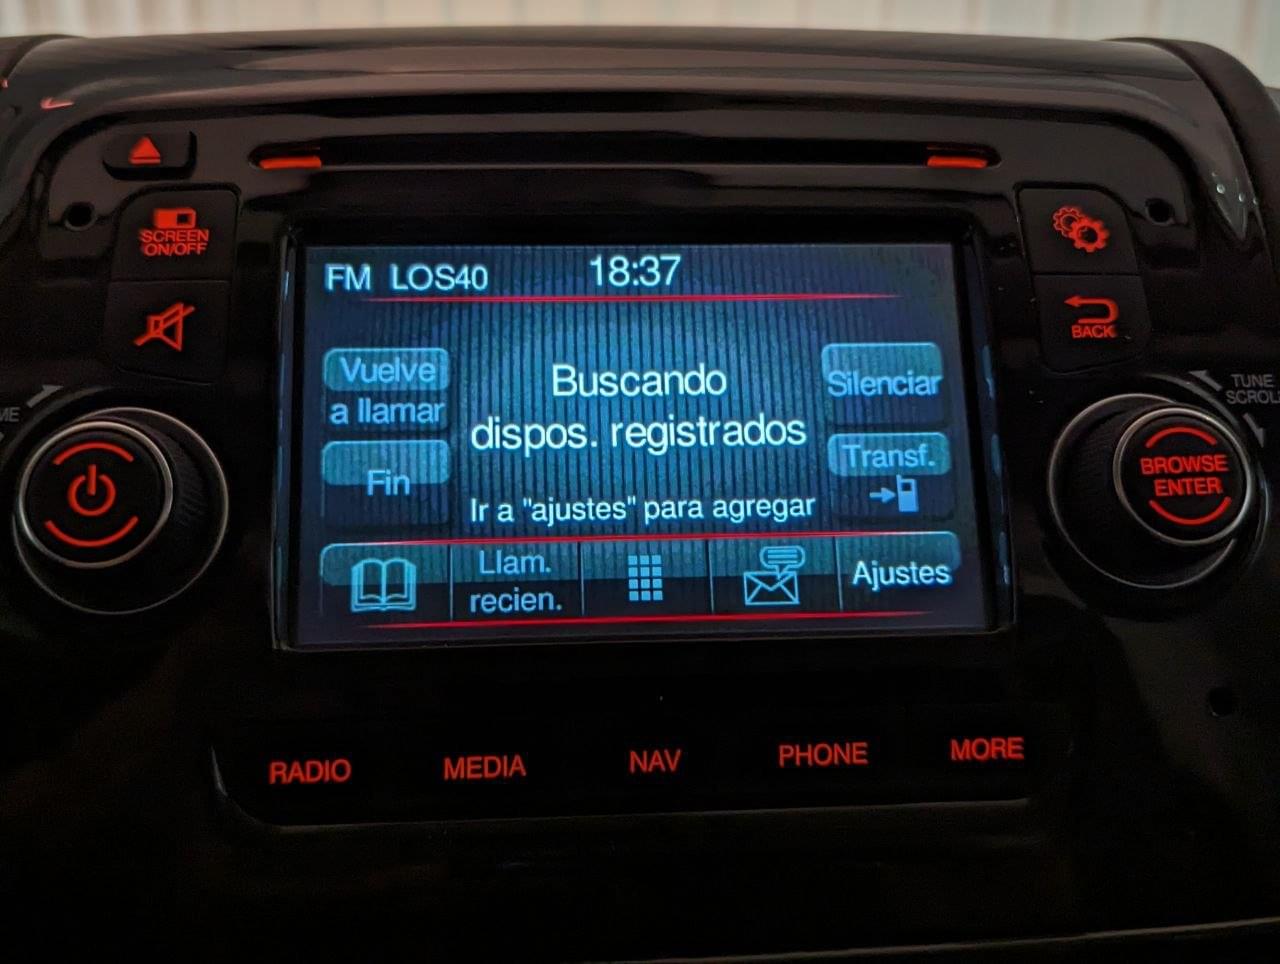 SCREEN
ON/OFF
FM LOS40 18:37
Vuelve
a llamar
Buscando
dispos. registrados
Silenciar
Fin
Transf.
Ir a "ajustes" para agregar
Llam.
recien.
Ajustes
BACK
TUNE
BROWSE
ENTER
RADIO
MEDIA
NAV
PHONE
MORE